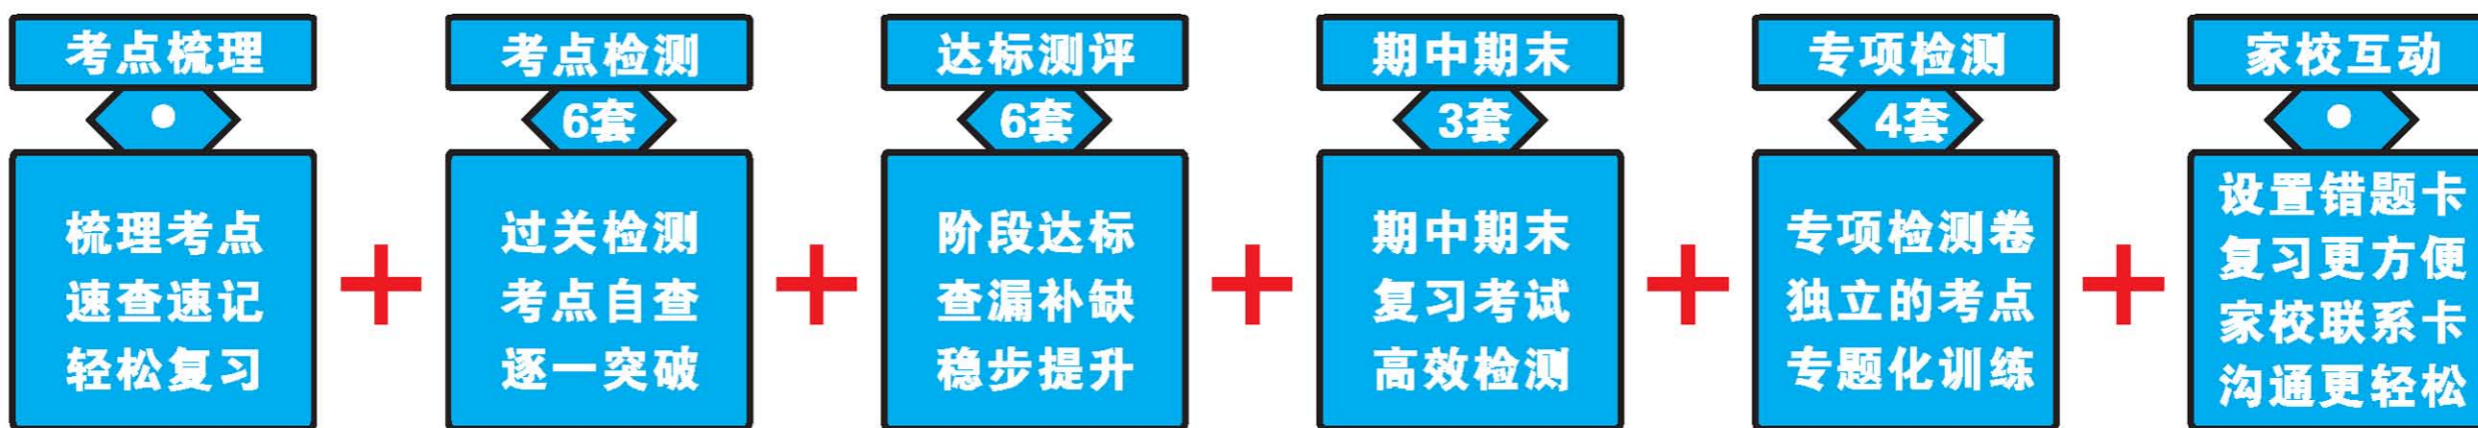 考点梳理
梳理考点
速查速记
轻松复习
考点检测
6套
过关检测
考点自查
逐一突破
达标测评
6套
阶段达标
查漏补缺
稳步提升
期中期末
3套
期中期末
复习考试
高效检测
专项检测
4套
专项检测卷
独立的考点
专题化训练
家校互动
设置错题卡
复习更方便
家校联系卡
沟通更轻松